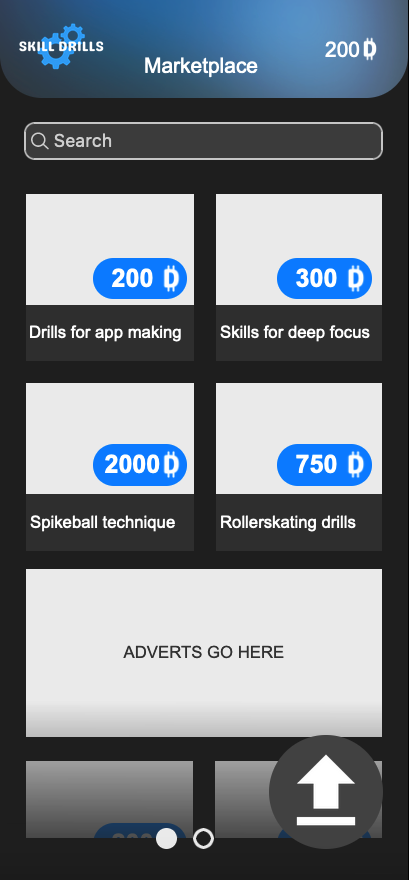 SKILL DRILLS
200
Marketplace
Search
200
300
Drills for app making
Skills for deep focus
2000
750
Spikeball technique
Rollerskating drills
ADVERTS GO HERE